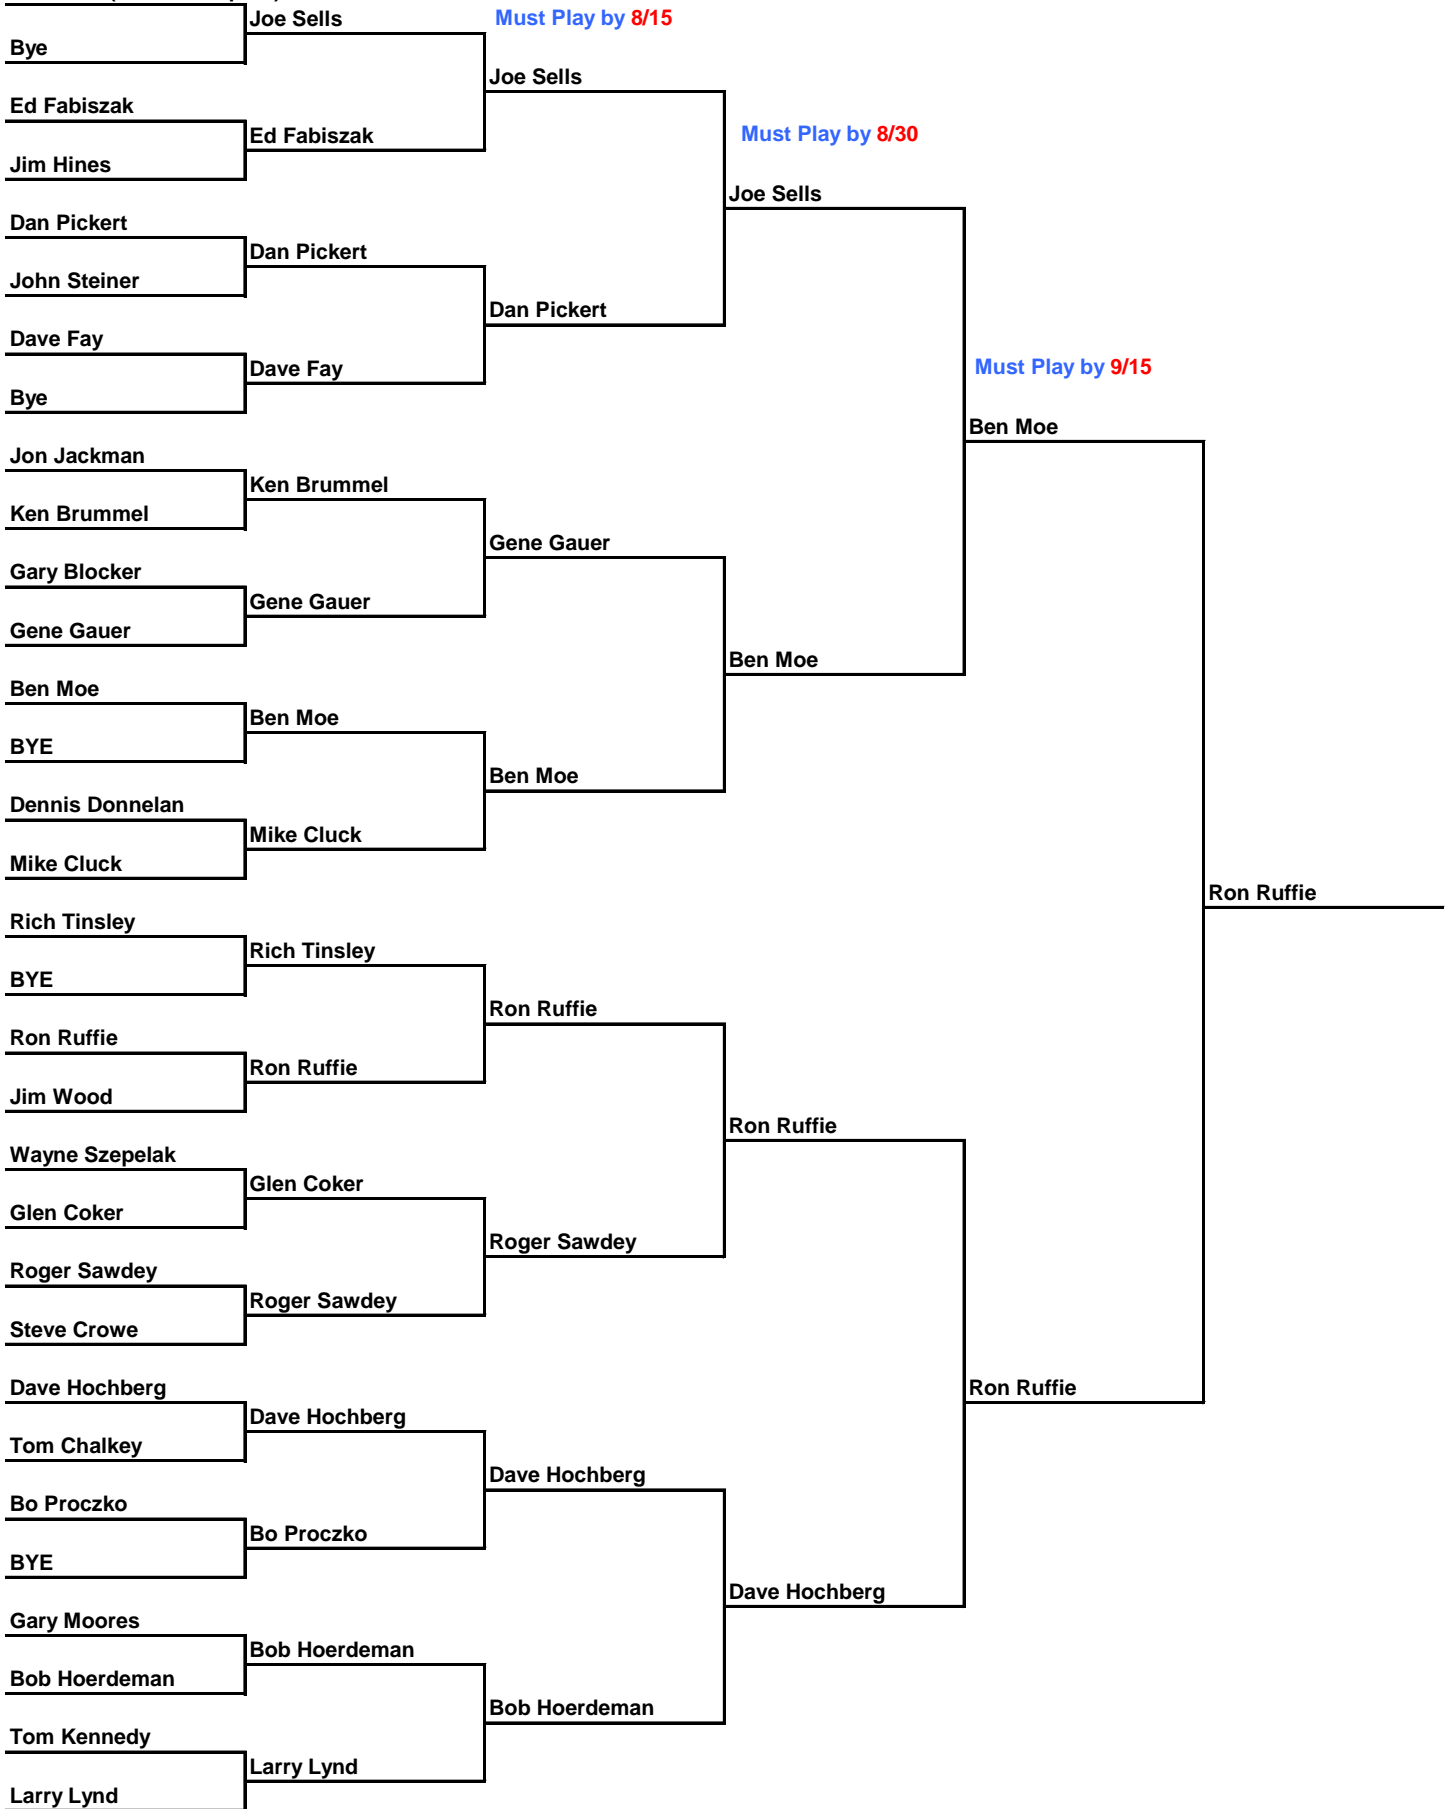 Joe Sells
Must Play by 8/15
Bye
Joe Sells
Ed Fabiszak
Ed Fabiszak
Must Play by 8/30
Jim Hines
Joe Sells
Dan Pickert
Dan Pickert
John Steiner
Dan Pickert
Dave Fay
Dave Fay
Must Play by 9/15
Bye
Ben Moe
Jon Jackman
Ken Brummel
Ken Brummel
Gene Gauer
Gary Blocker
Gene Gauer
Gene Gauer
Ben Moe
Ben Moe
Ben Moe
BYE
Ben Moe
Dennis Donnelan
Mike Cluck
Mike Cluck
Ron Ruffie
Rich Tinsley
Rich Tinsley
BYE
Ron Ruffie
Ron Ruffie
Ron Ruffie
Jim Wood
Ron Ruffie
Wayne Szepelak
Glen Coker
Glen Coker
Roger Sawdey
Roger Sawdey
Roger Sawdey
Steve Crowe
Dave Hochberg
Ron Ruffie
Dave Hochberg
Tom Chalkey
Dave Hochberg
Bo Proczko
Bo Proczko
BYE
Dave Hochberg
Gary Moores
Bob Hoerdeman
Bob Hoerdeman
Bob Hoerdeman
Tom Kennedy
Larry Lynd
Larry Lynd